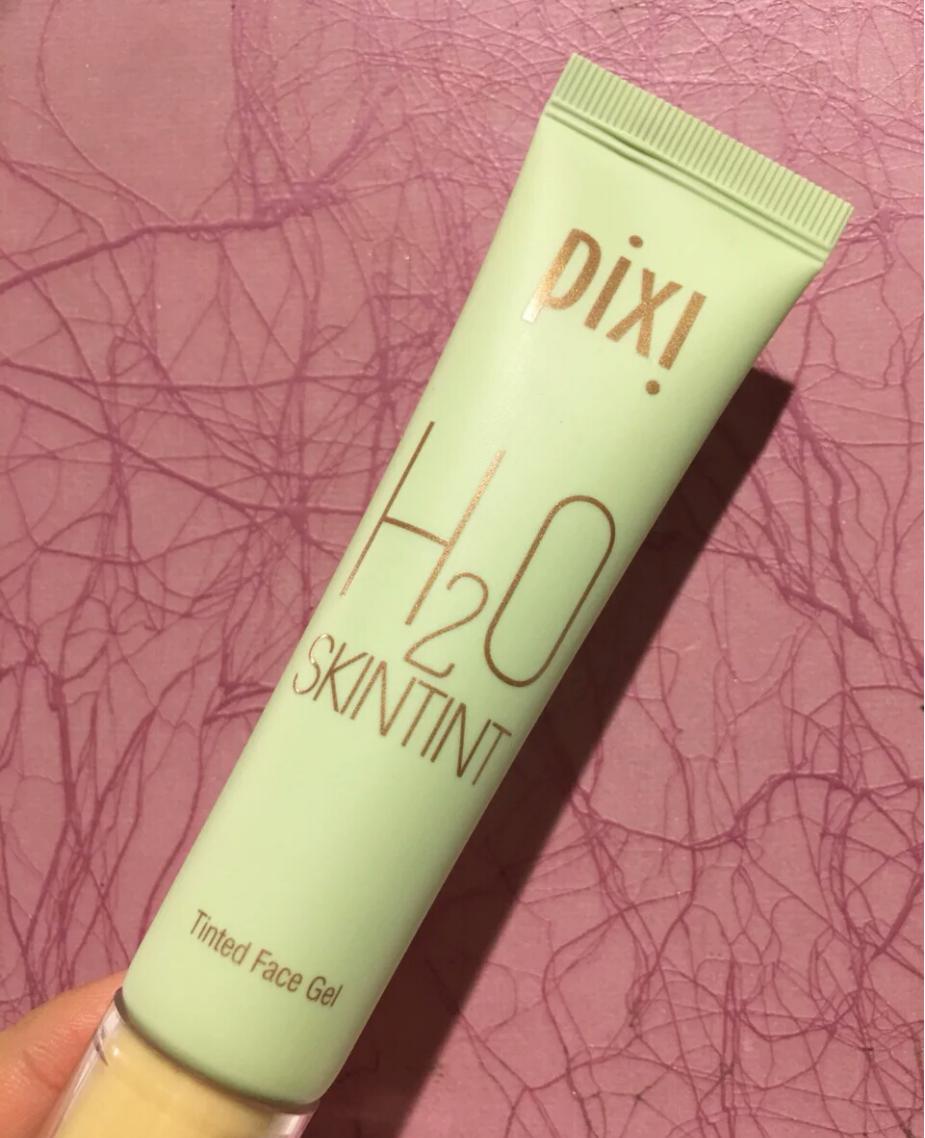 pixi
H2O
SKINTINT
Tinted Face Gel